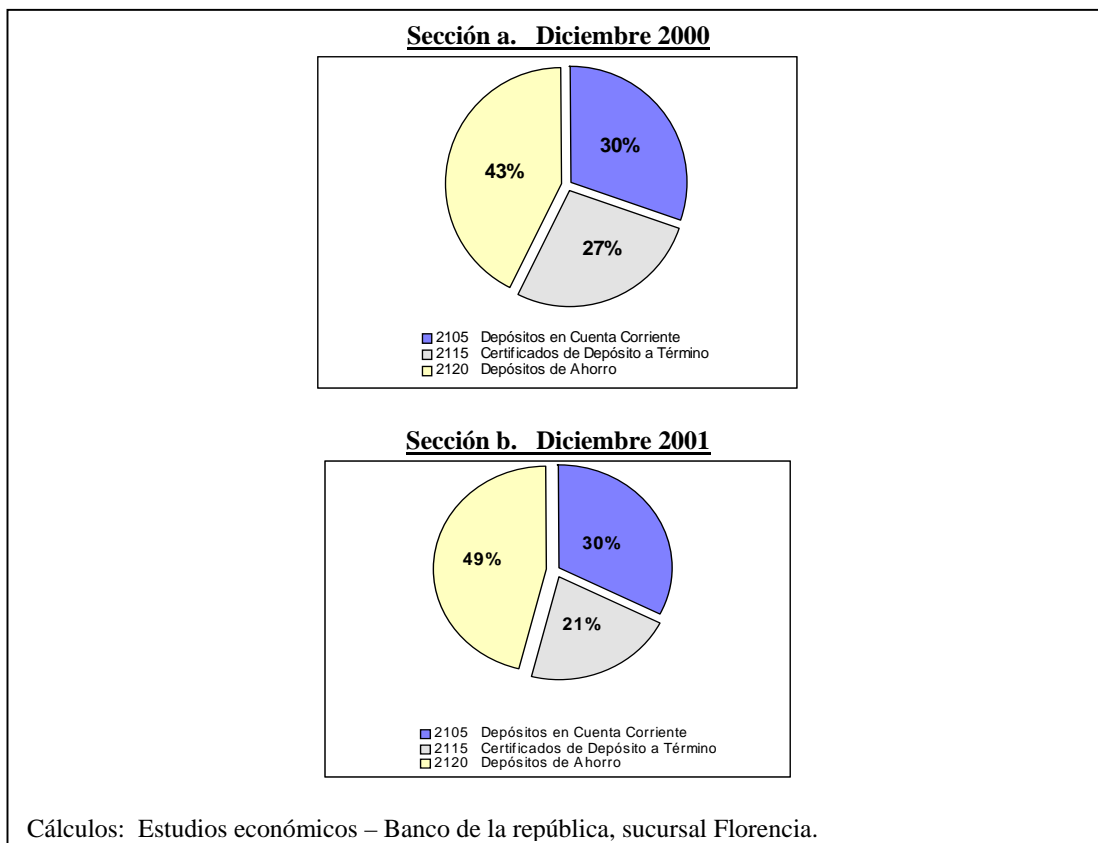 Sección a. Diciembre 2000
30%
43%
27%
2105 Depósitos en Cuenta Corriente
2115 Certificados de Depósito a Término
2120 Depósitos de Ahorro
Sección b. Diciembre 2001
30%
49%
21%
2105 Depósitos en Cuenta Corriente
2115 Certificados de Depósito a Término
2120 Depósitos de Ahorro
Cálculos: Estudios económicos – Banco de la república, sucursal Florencia.